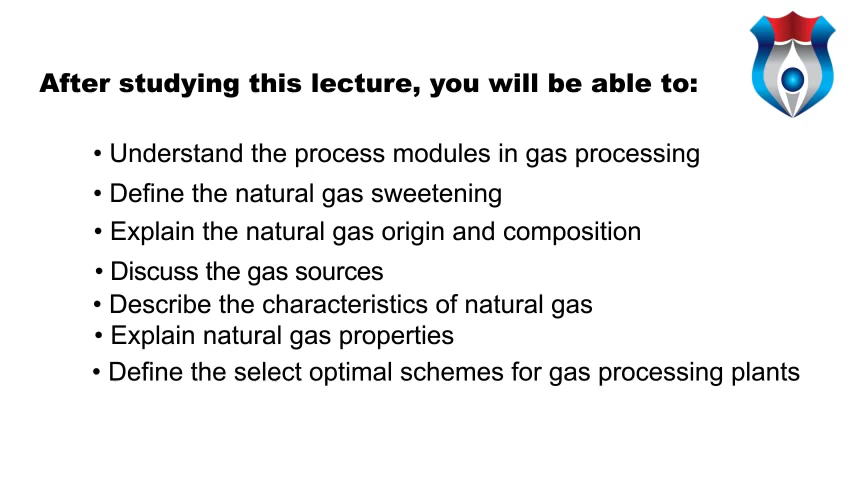 After studying this lecture, you will be able to:
• Understand the process modules in gas processing
• Define the natural gas sweetening
• Explain the natural gas origin and composition
• Discuss the gas sources
• Describe the characteristics of natural gas
• Explain natural gas properties
• Define the select optimal schemes for gas processing plants